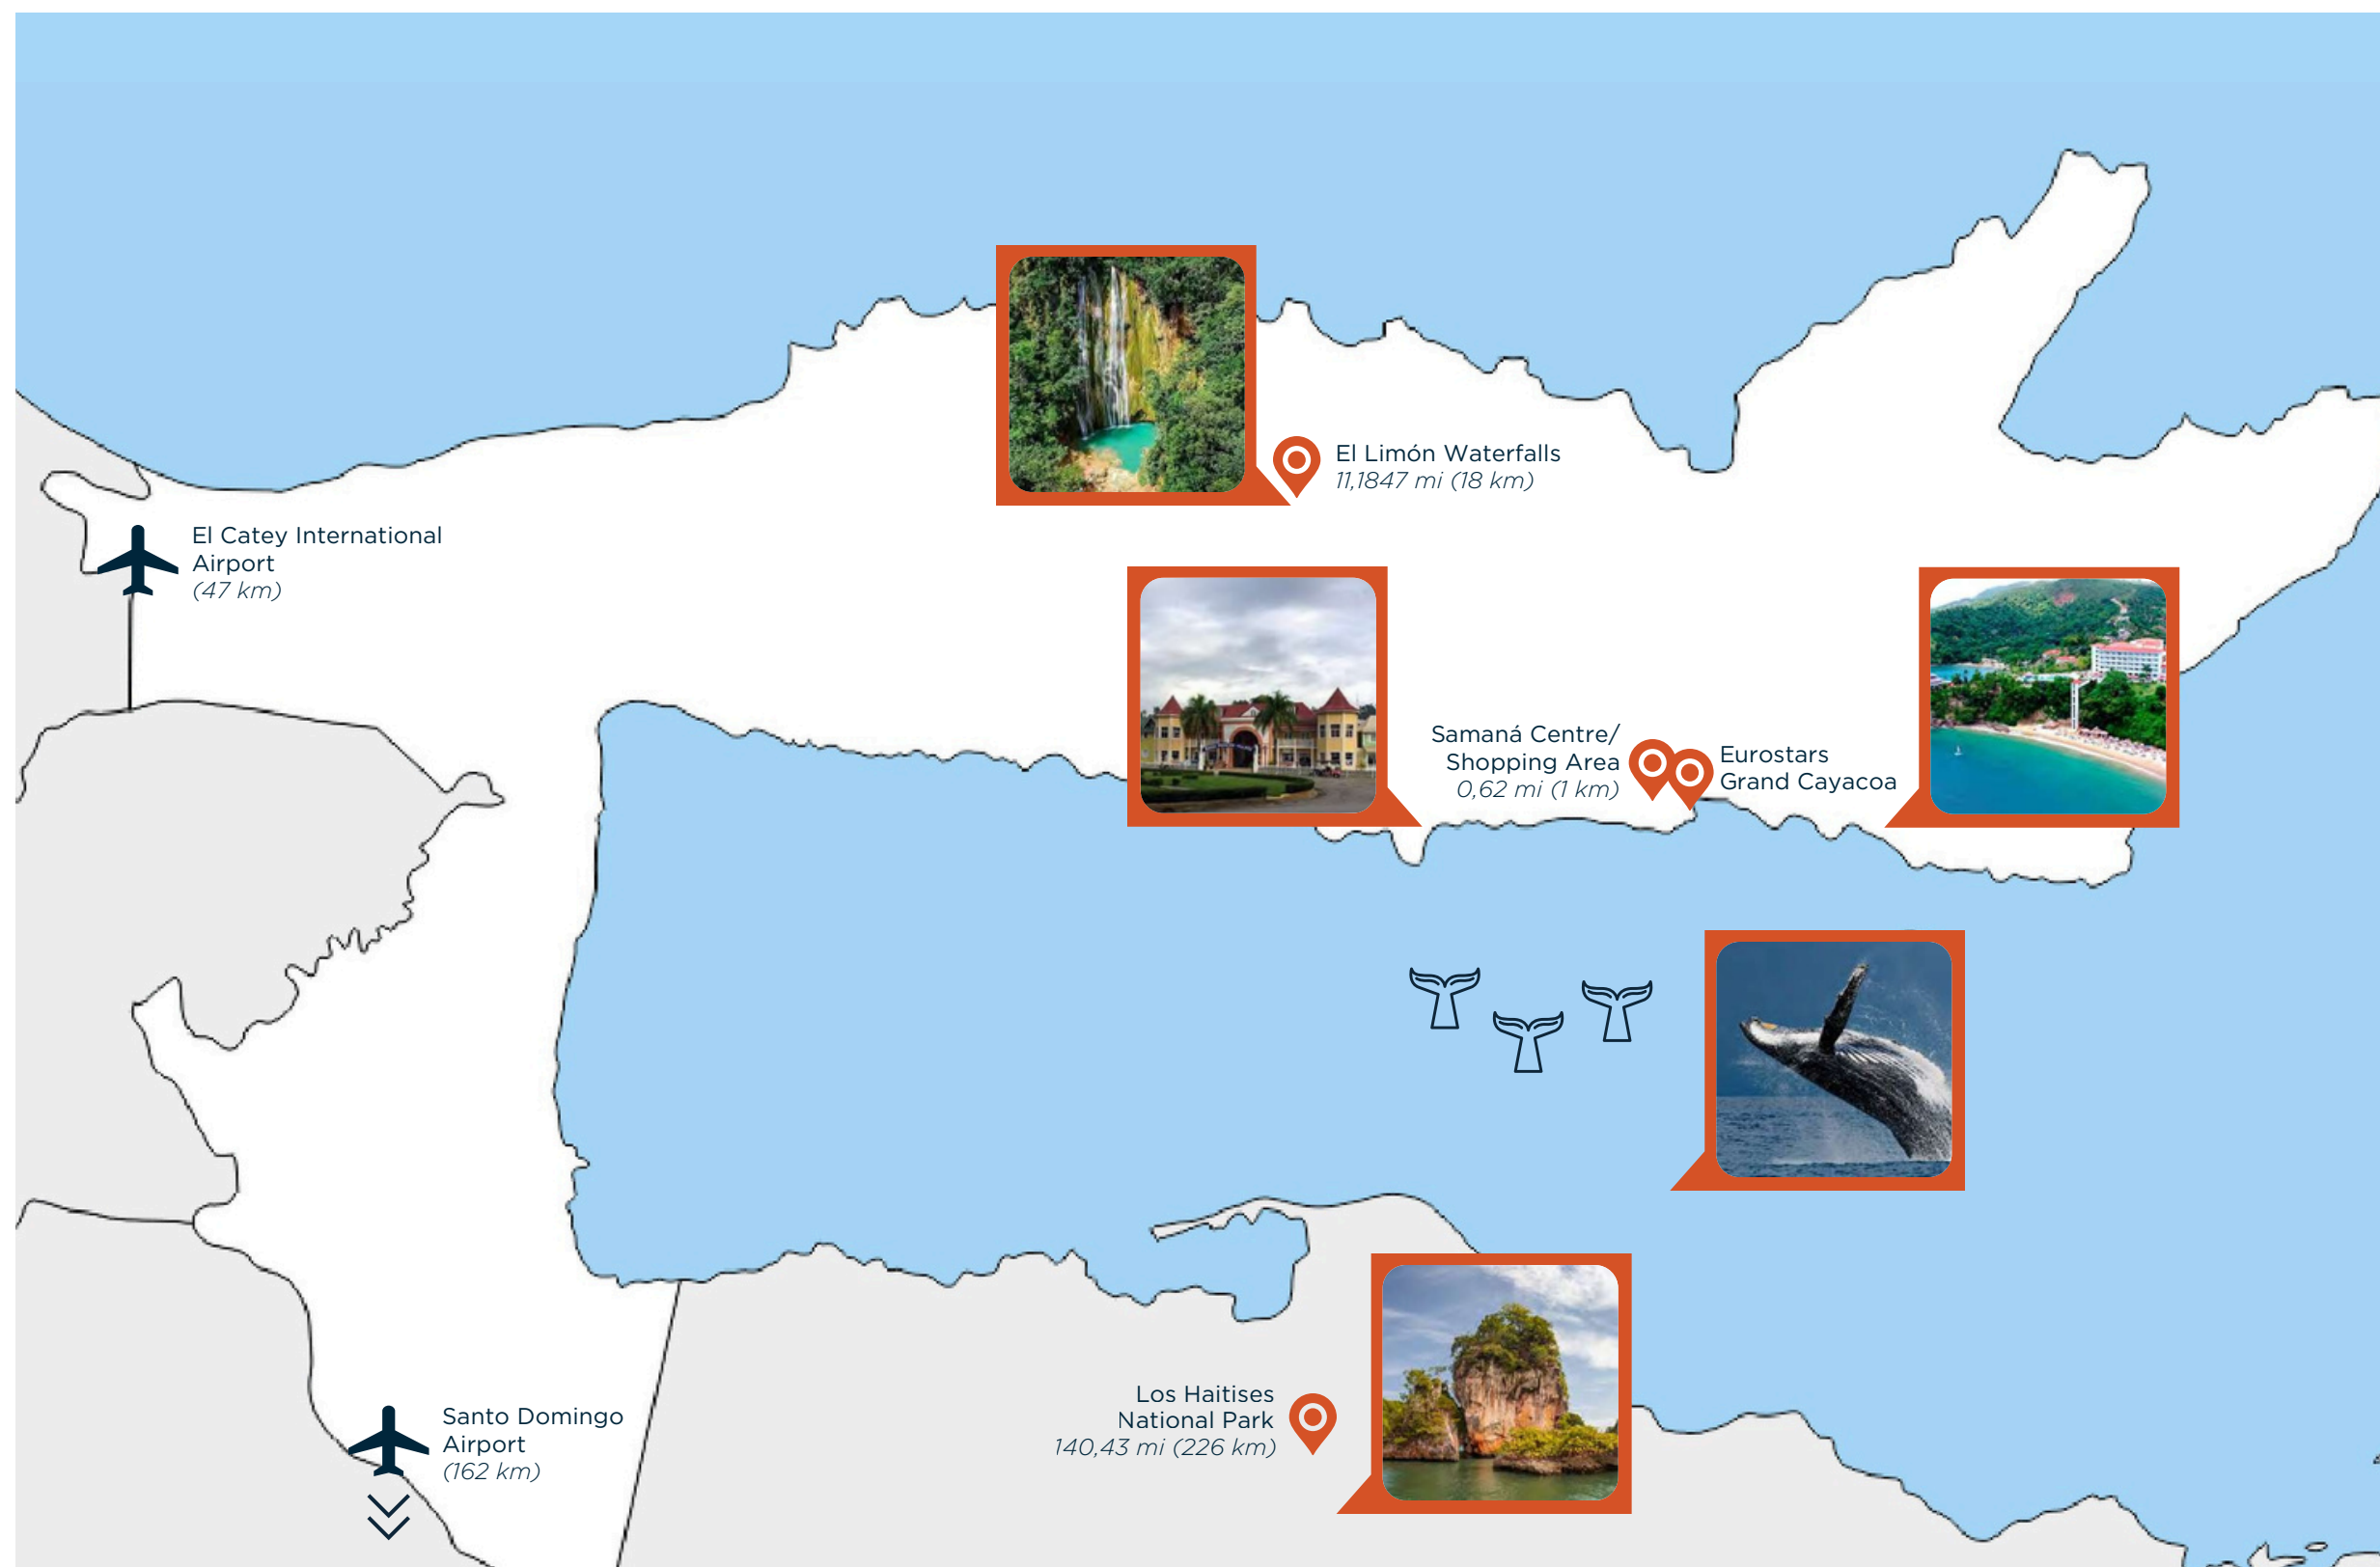 El Limón Waterfalls
11,1847 mi (18 km)
El Catey International
Airport
(47 km)
Samaná Centre/
Shopping Area
0,62 mi (1 km)
Eurostars
Grand Cayacoa
Los Haitises
National Park
140,43 mi (226 km)
Santo Domingo
Airport
(162 km)